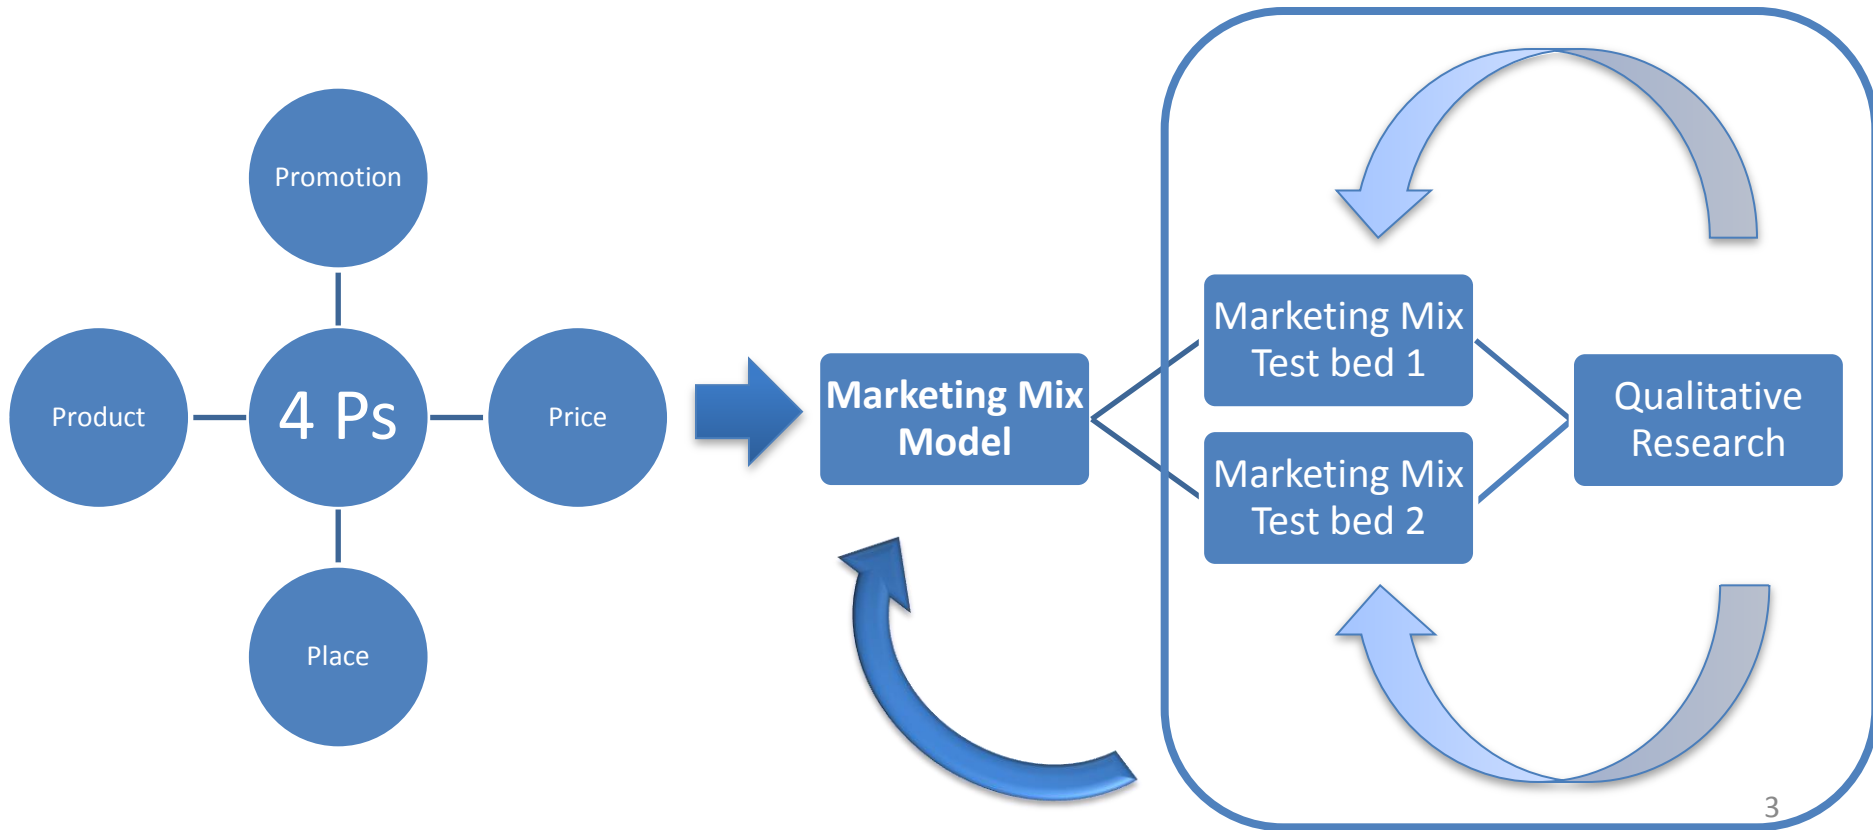 Promotion
Product
4 Ps
Price
Place
Marketing Mix
Model
Marketing Mix
Test bed 1
Marketing Mix
Test bed 2
Qualitative
Research
3